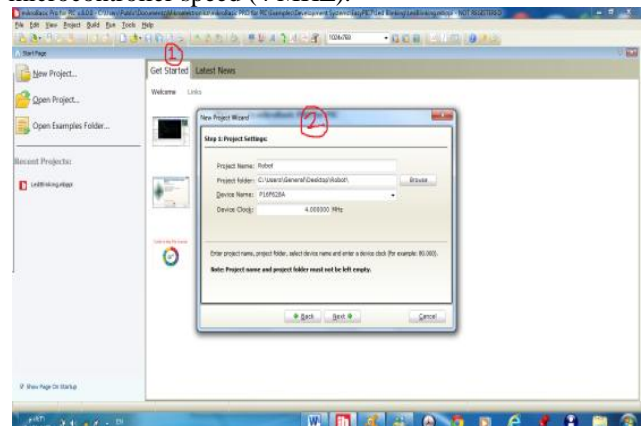 microcontroller speed (4 MHZ).
File Edit View Project Build Run Tools Help
1024x768
Start Page
1
New Project...
Open Project...
Open Examples Folder...
Recent Projects:
LedBlinking.mbppi
Get Started
Latest News
Welcome
Links
New Project Wizard
2
Step 1: Project Settings:
Project Name: Robot
Project folder: C:\Users\General\Desktop\Robot\
Browse
Device Name: P16F628A
Device Clock: 4.000000 MHz
Enter project name, project folder, select device name and enter a device clock (for example: 80.000).
Note: Project name and project folder must not be left empty.
Back
Next
Cancel
Show Page On Startup
EN